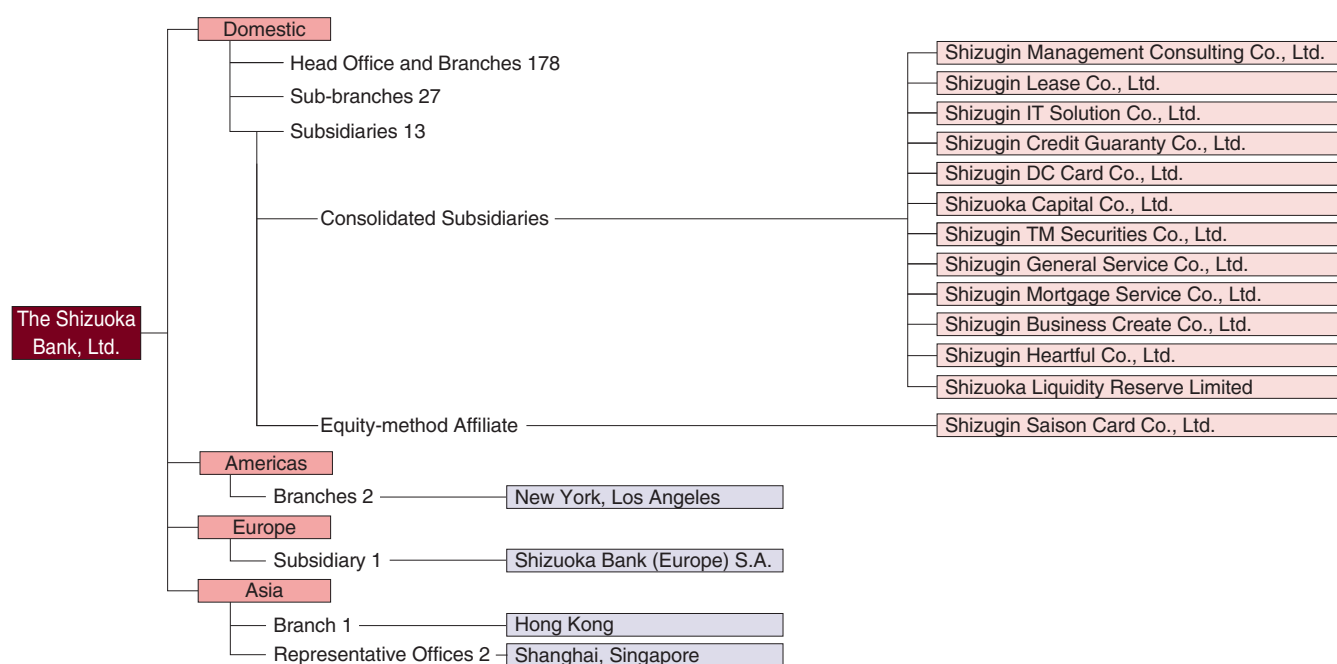 Domestic
Head Office and Branches 178
Sub-branches 27
Subsidiaries 13
Consolidated Subsidiaries
Shizugin Management Consulting Co., Ltd.
Shizugin Lease Co., Ltd.
Shizugin IT Solution Co., Ltd.
Shizugin Credit Guaranty Co., Ltd.
Shizugin DC Card Co., Ltd.
Shizuoka Capital Co., Ltd.
Shizugin TM Securities Co., Ltd.
Shizugin General Service Co., Ltd.
Shizugin Mortgage Service Co., Ltd.
Shizugin Business Create Co., Ltd.
Shizugin Heartful Co., Ltd.
Shizuoka Liquidity Reserve Limited
Equity-method Affiliate
Shizugin Saison Card Co., Ltd.
The Shizuoka
Bank, Ltd.
Americas
Branches 2
New York, Los Angeles
Europe
Subsidiary 1
Shizuoka Bank (Europe) S.A.
Asia
Branch 1
Hong Kong
Representative Offices 2
Shanghai, Singapore